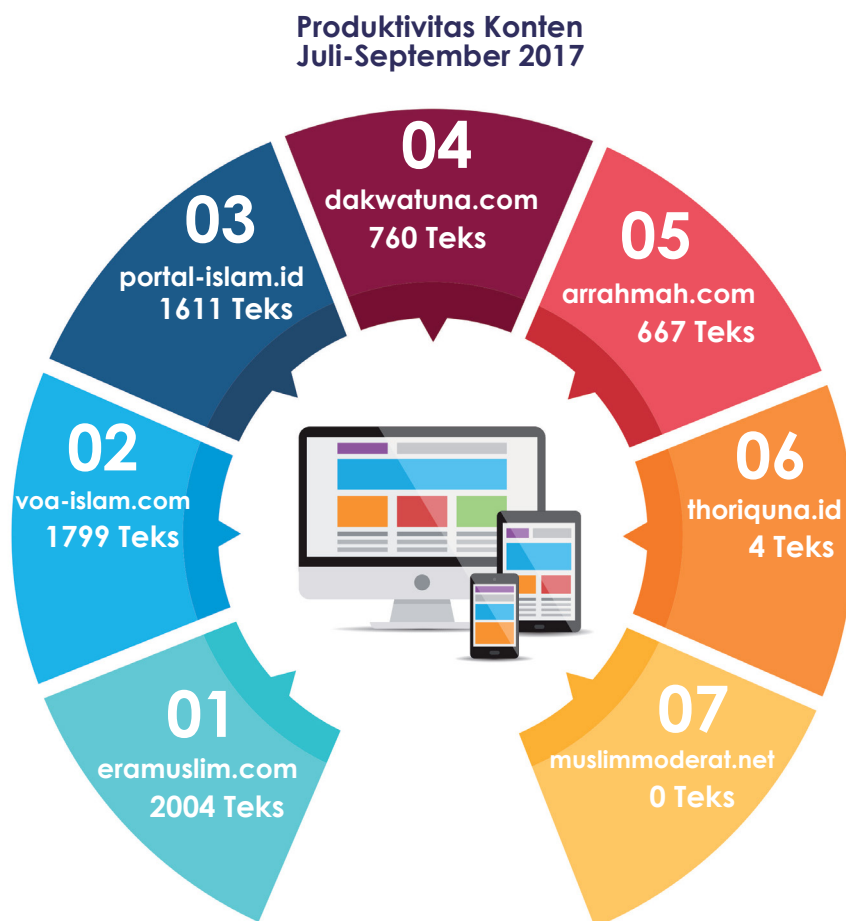 Produktivitas Konten
Juli-September 2017
01
eramuslim.com
2004 Teks
02
voa-islam.com
1799 Teks
03
portal-islam.id
1611 Teks
04
dakwatuna.com
760 Teks
05
arrahmah.com
667 Teks
06
thoriquna.id
4 Teks
07
muslimmoderat.net
0 Teks